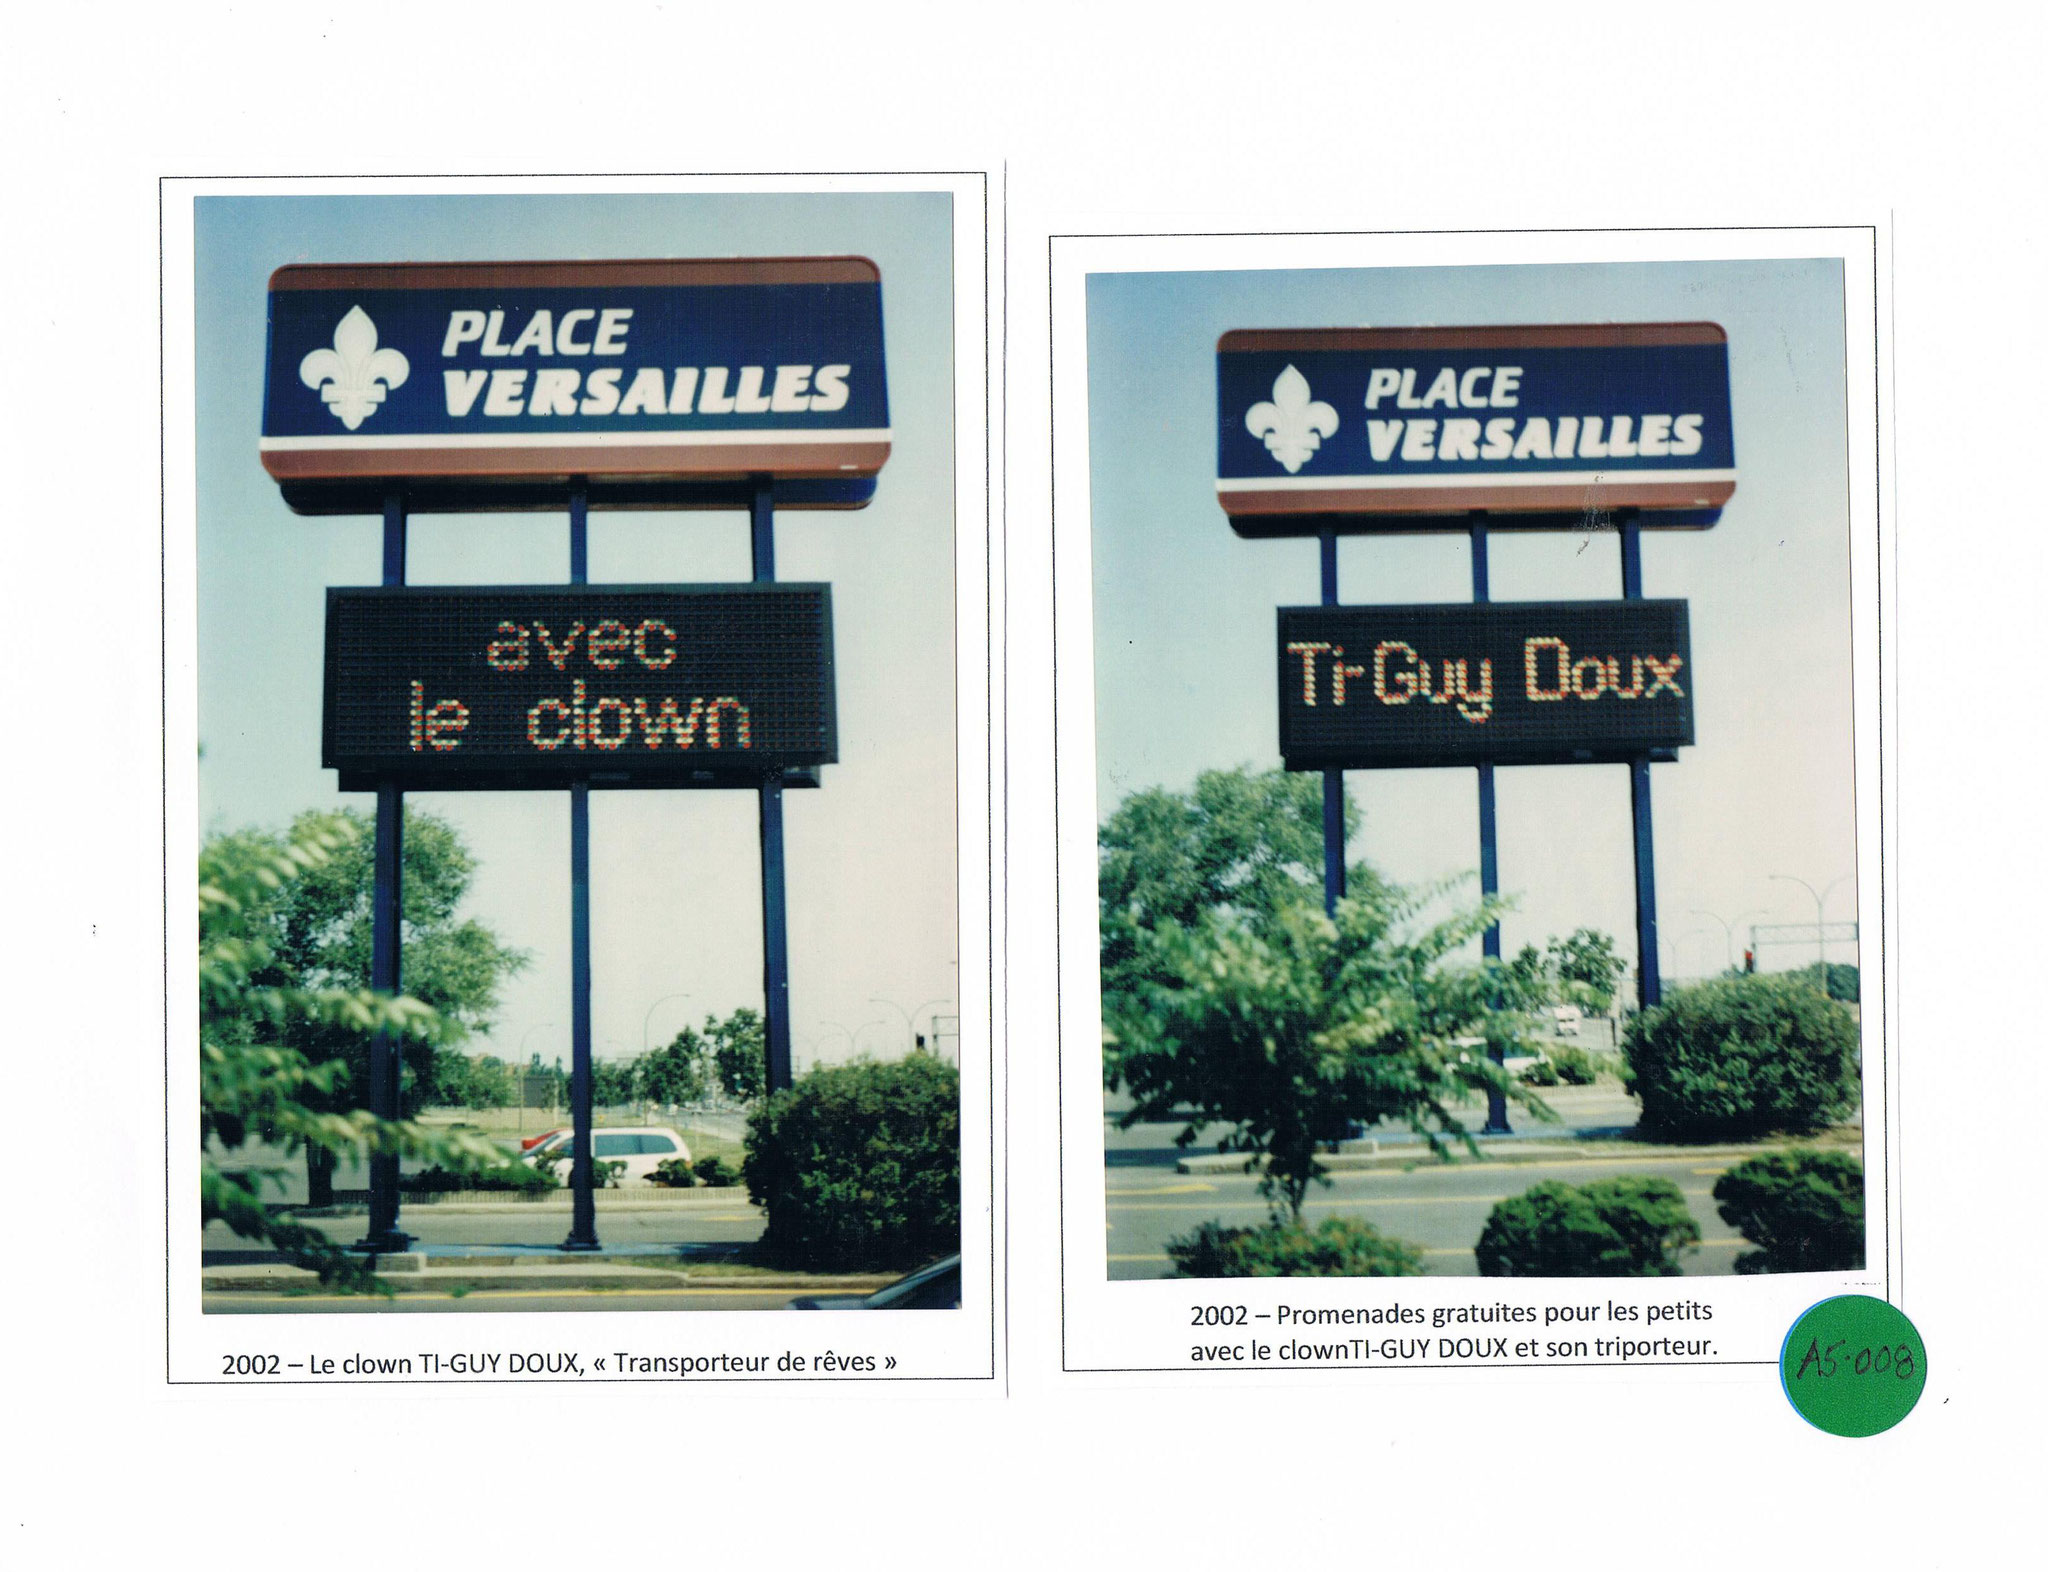 PLACE
VERSAILLES
avec
le clown
2002 – Le clown TI-GUY DOUX, « Transporteur de rêves »
PLACE
VERSAILLES
Ti-Guy Doux
2002 – Promenades gratuites pour les petits
avec le clownTI-GUY DOUX et son triporteur.
A5-008